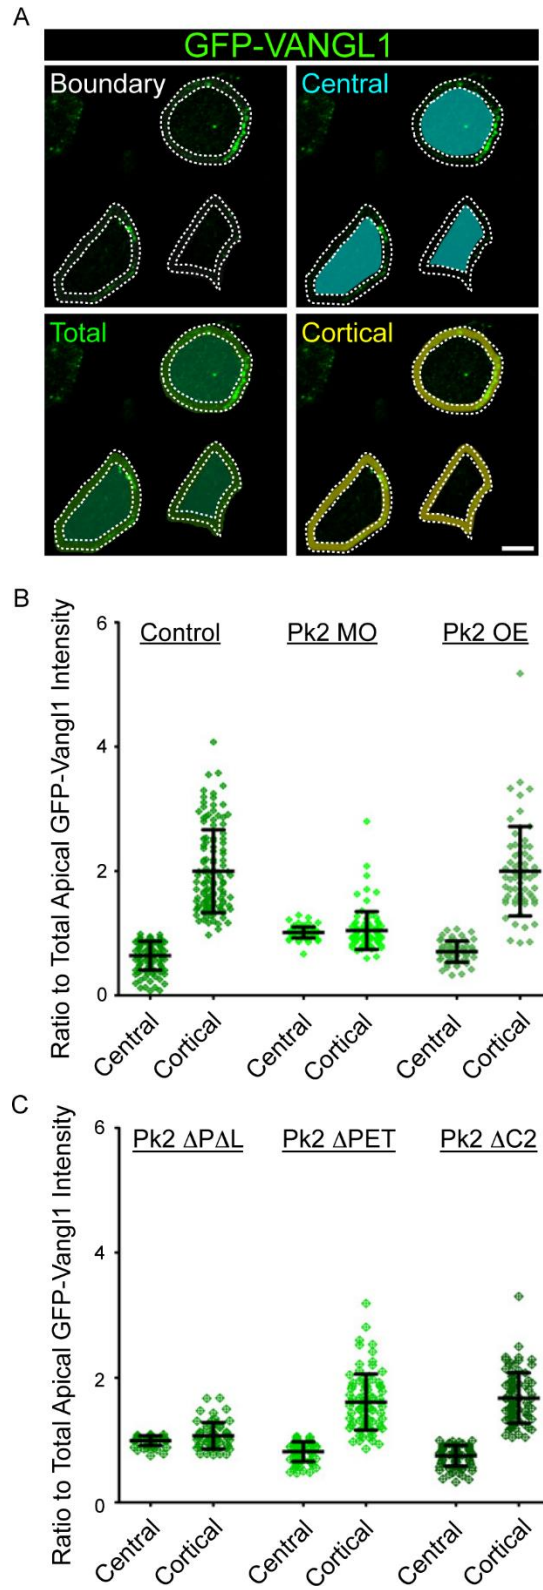 A
GFP-VANGL1
Boundary
Central
Total
Cortical
B
Ratio to Total Apical GFP-Vangl1 Intensity
6
4
2
0
Control
Pk2 MO
Pk2 OE
Central
Cortical
Central
Cortical
Central
Cortical
C
Ratio to Total Apical GFP-Vangl1 Intensity
6
4
2
0
Pk2 ΔPΔL
Pk2 ΔPET
Pk2 ΔC2
Central
Cortical
Central
Cortical
Central
Cortical